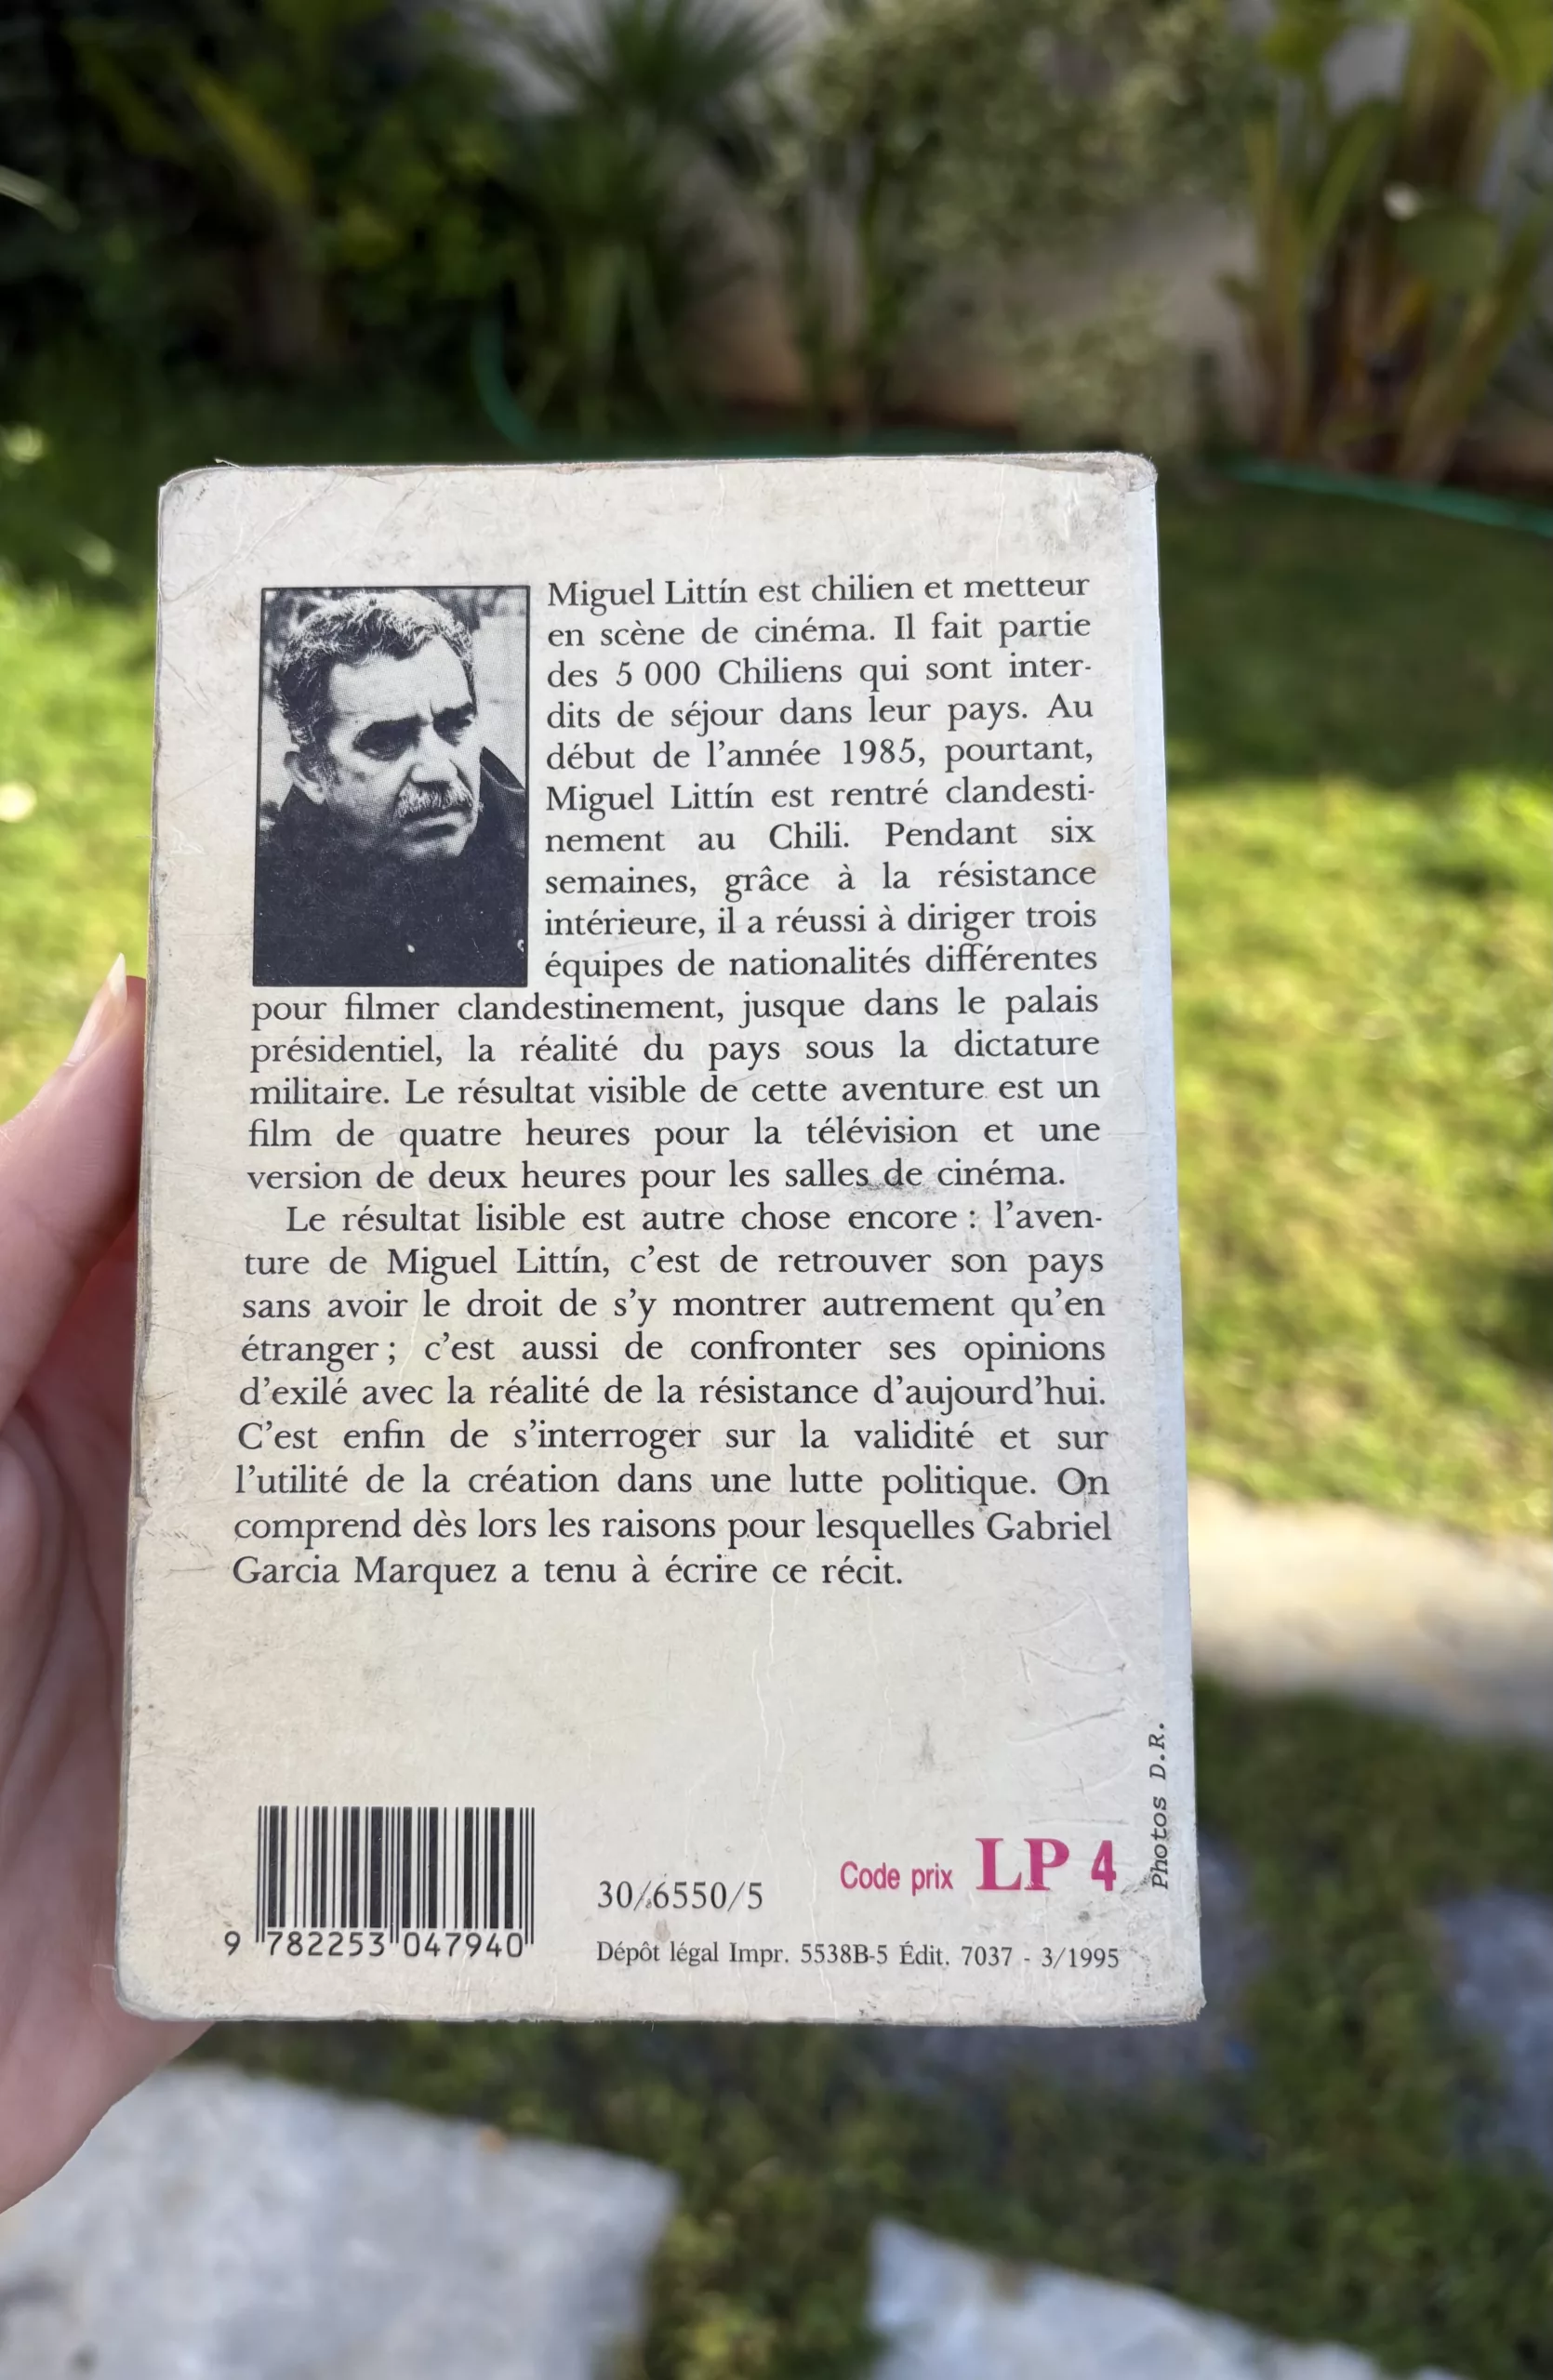 Miguel Littín est chilien et metteur
en scène de cinéma. Il fait partie
des 5 000 Chiliens qui sont inter-
dits de séjour dans leur pays. Au
début de l'année 1985, pourtant,
Miguel Littín est rentré clandesti-
nement au Chili. Pendant six
semaines, grâce à la résistance
intérieure, il a réussi à diriger trois
équipes de nationalités différentes
pour filmer clandestinement, jusque dans le palais
présidentiel, la réalité du pays sous la dictature
militaire. Le résultat visible de cette aventure est un
film de quatre heures pour la télévision et une
version de deux heures pour les salles de cinéma.
Le résultat lisible est autre chose encore : l'aven-
ture de Miguel Littín, c'est de retrouver son pays
sans avoir le droit de s'y montrer autrement qu'en
étranger ; c'est aussi de confronter ses opinions
d'exilé avec la réalité de la résistance d'aujourd'hui.
C'est enfin de s'interroger sur la validité et sur
l'utilité de la création dans une lutte politique. On
comprend dès lors les raisons pour lesquelles Gabriel
Garcia Marquez a tenu à écrire ce récit.
Photos D.R.
9 782253 047940
30/6550/5
Code prix LP 4
Dépôt légal Impr. 5538B-5 Édit. 7037 - 3/1995